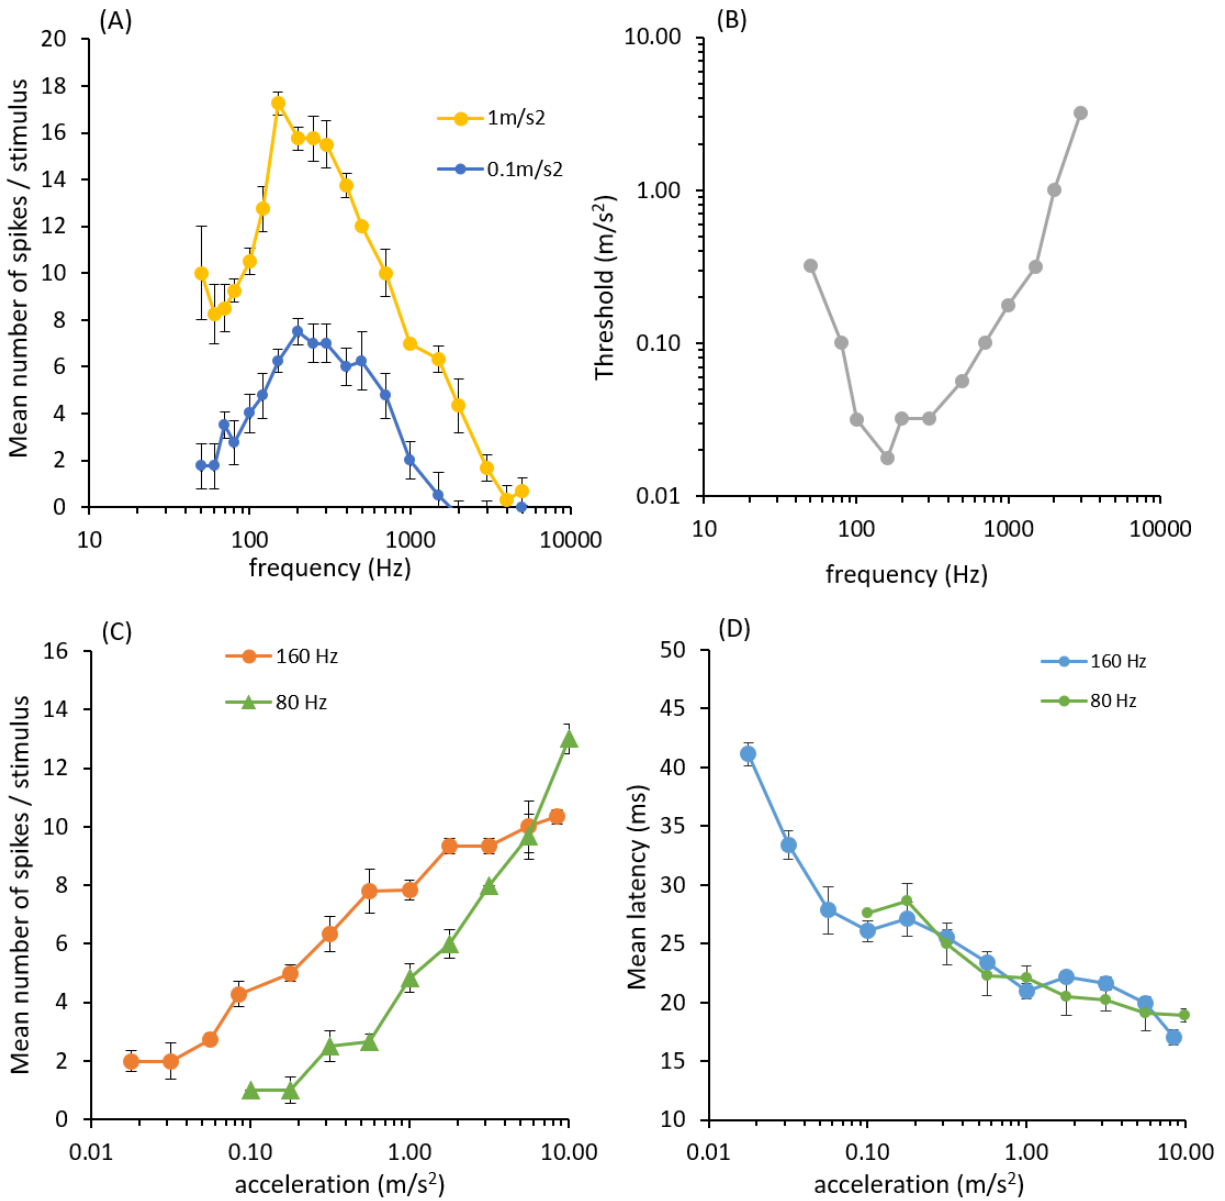 (A)
20
18
16
14
12
10
8
6
4
2
0
Mean number of spikes / stimulus
1m/s2
0.1m/s2
10
100
1000
10000
frequency (Hz)
(B)
10.00
1.00
0.10
0.01
Threshold (m/s²)
10
100
1000
10000
frequency (Hz)
(C)
16
14
12
10
8
6
4
2
0
Mean number of spikes / stimulus
160 Hz
80 Hz
0.01
0.10
1.00
10.00
acceleration (m/s²)
(D)
50
45
40
35
30
25
20
15
10
Mean latency (ms)
160 Hz
80 Hz
0.01
0.10
1.00
10.00
acceleration (m/s²)